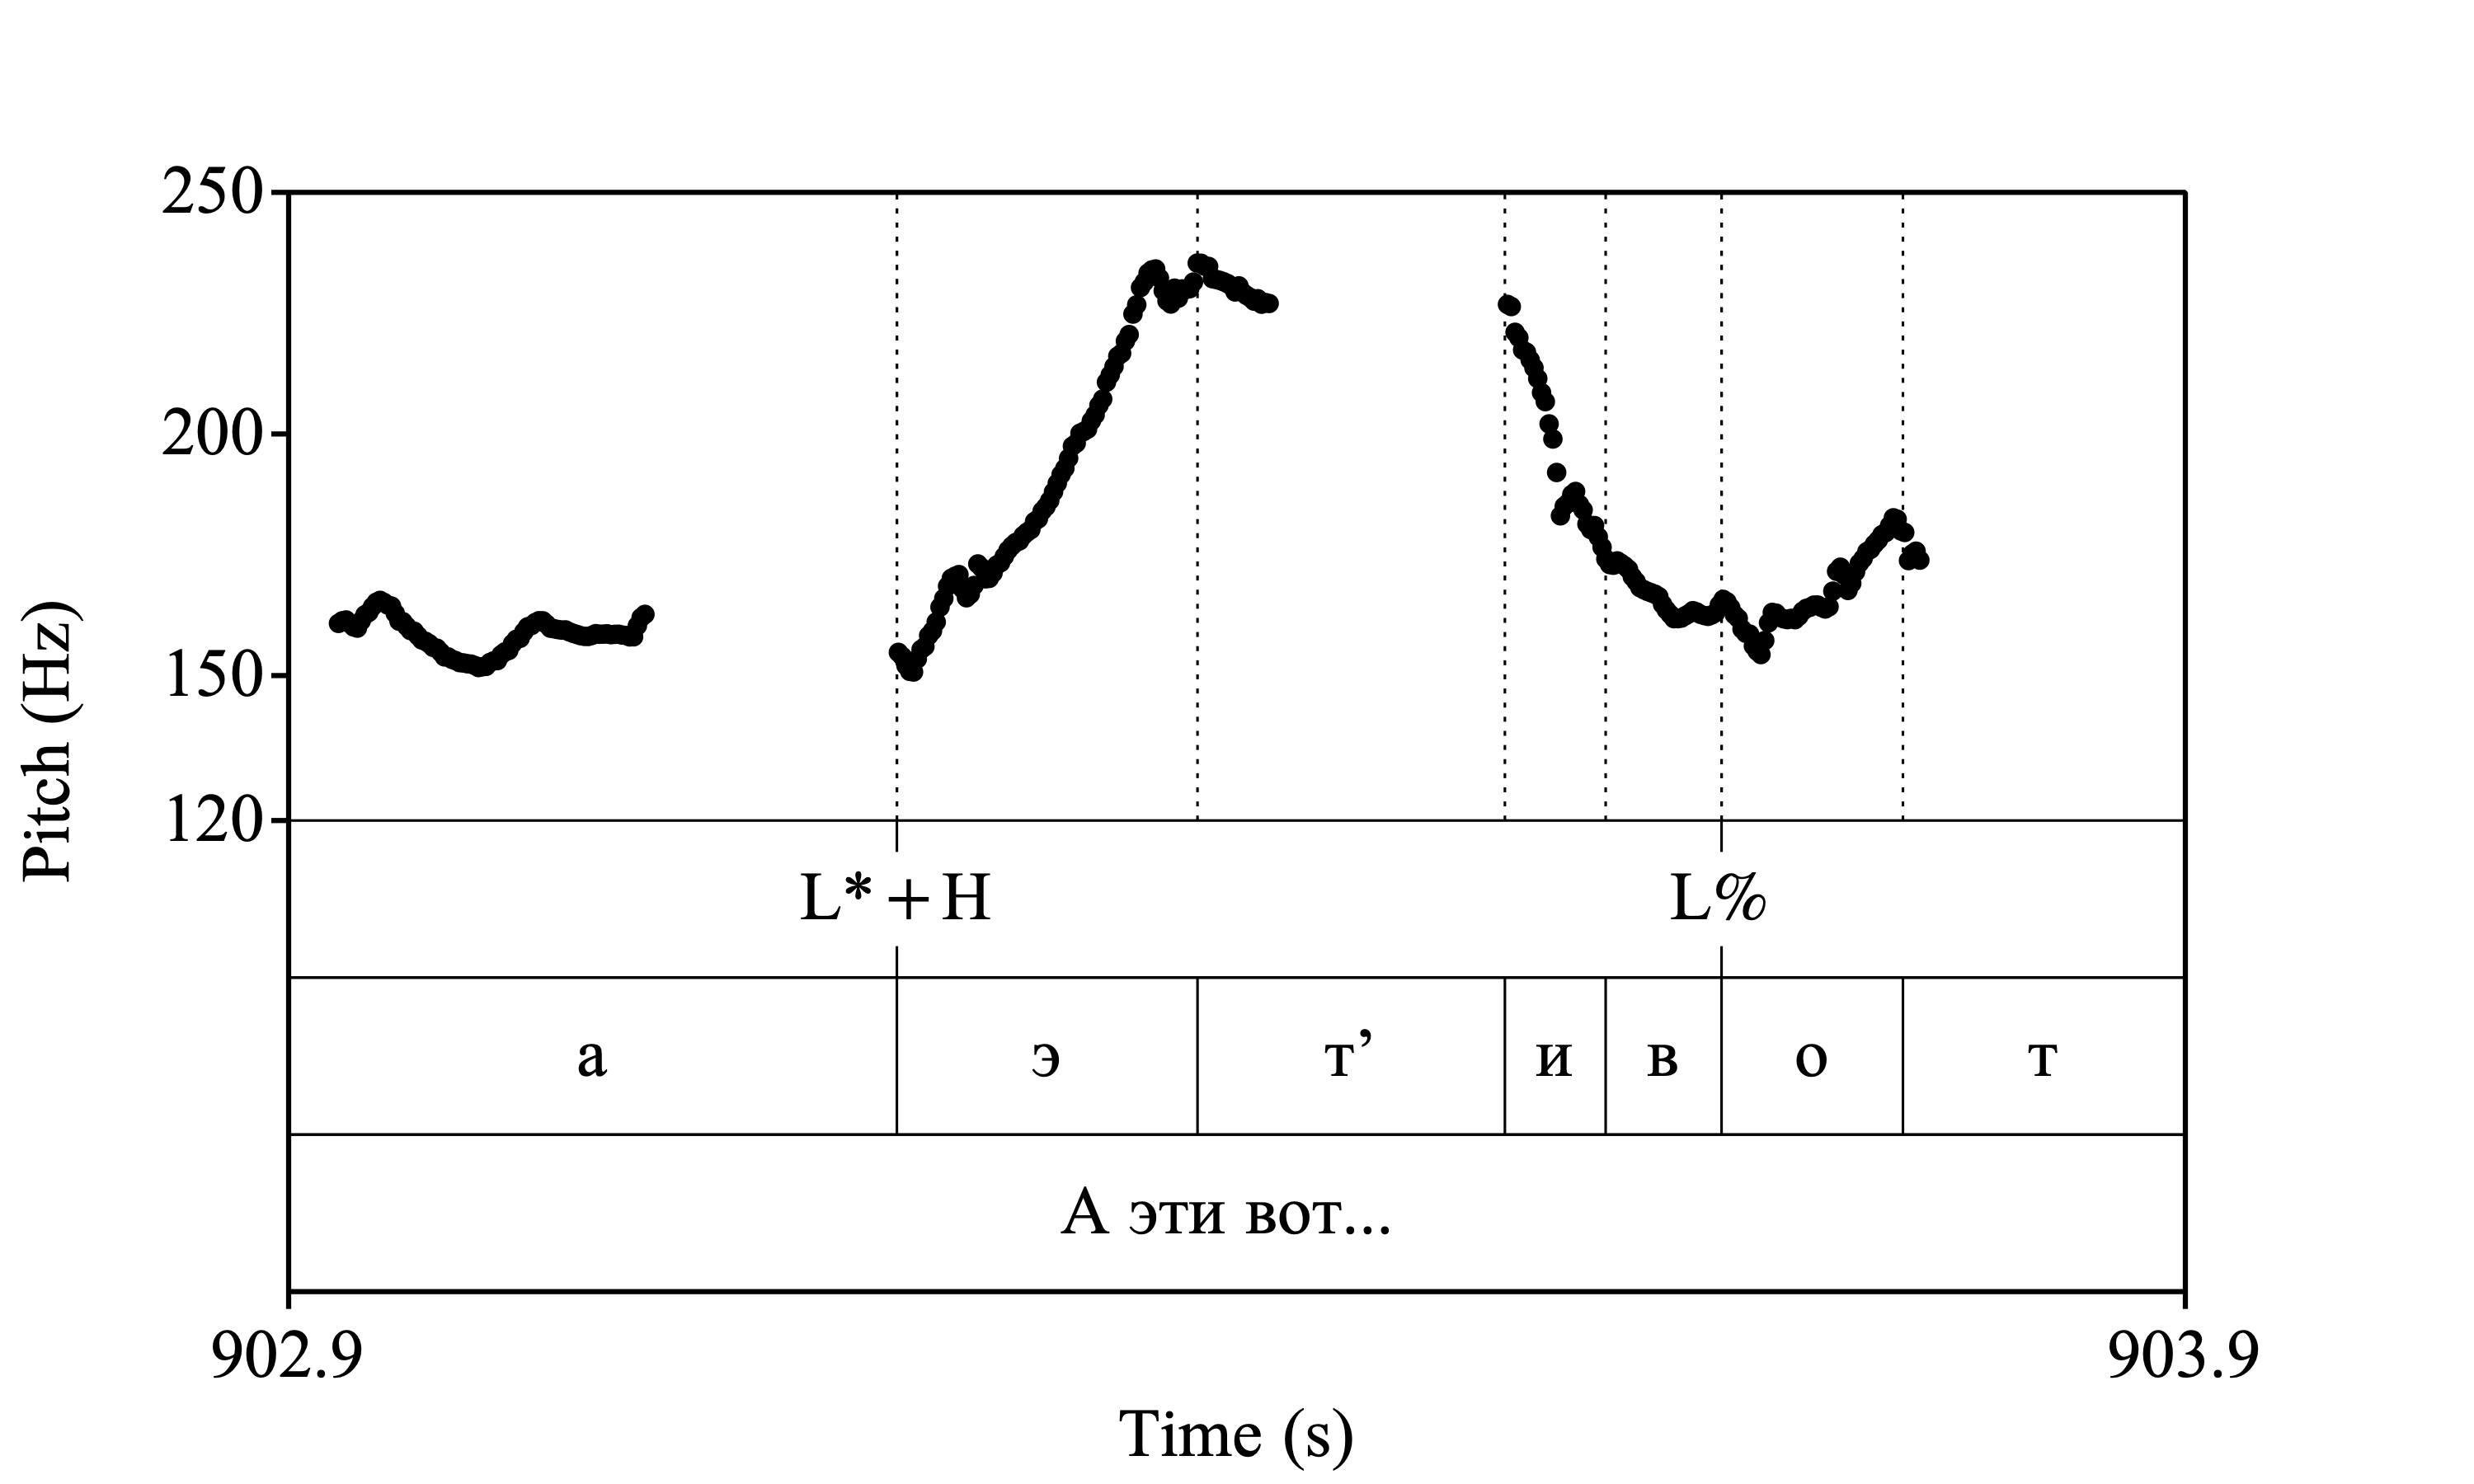 250
200
150
120
Pitch (Hz)
L*+H L%
а э т’ и в о т
А эти вот...
902.9 903.9
Time (s)